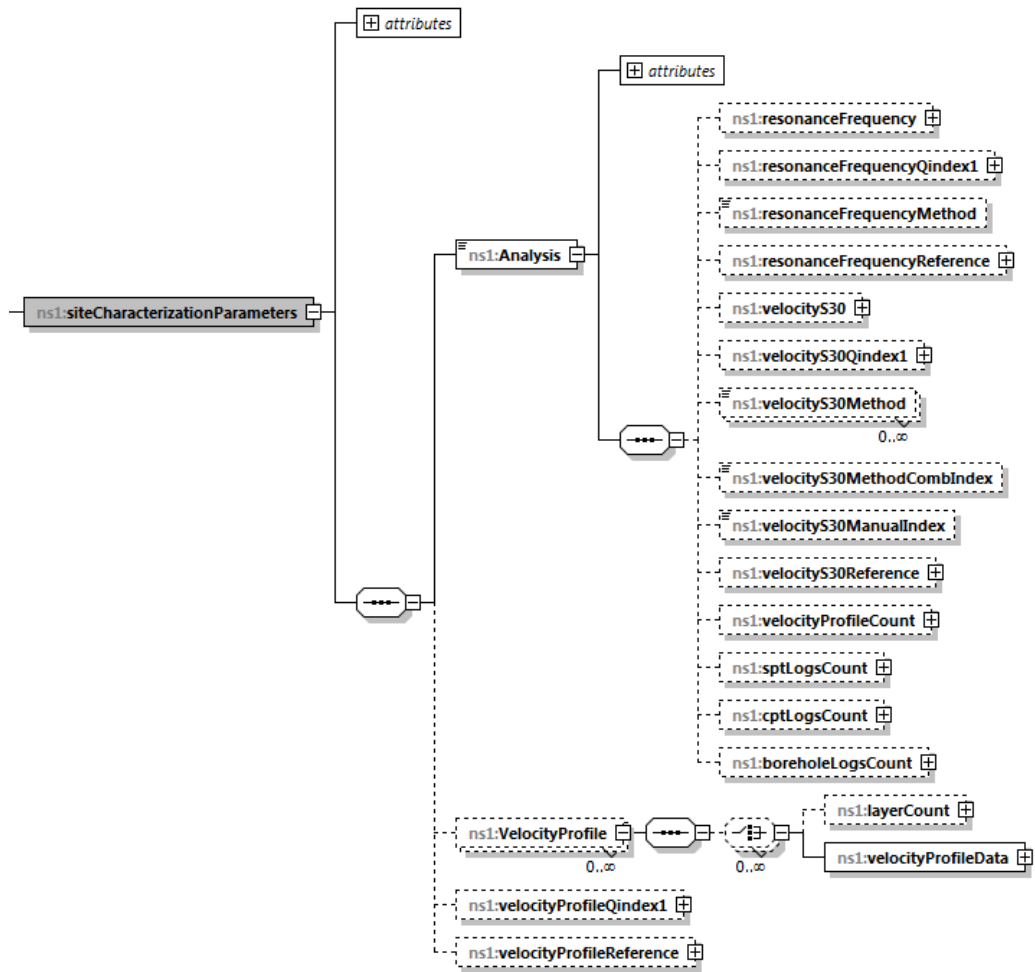 attributes
attributes
ns1:resonanceFrequency
ns1:resonanceFrequencyQindex1
ns1:resonanceFrequencyMethod
ns1:Analysis
ns1:resonanceFrequencyReference
ns1:siteCharacterizationParameters
ns1:velocityS30
ns1:velocityS30Qindex1
ns1:velocityS30Method
0..∞
ns1:velocityS30MethodCombIndex
ns1:velocityS30ManualIndex
ns1:velocityS30Reference
ns1:velocityProfileCount
ns1:sptLogsCount
ns1:cptLogsCount
ns1:boreholeLogsCount
ns1:layerCount
ns1:VelocityProfile
0..∞
0..∞
ns1:velocityProfileData
ns1:velocityProfileQindex1
ns1:velocityProfileReference